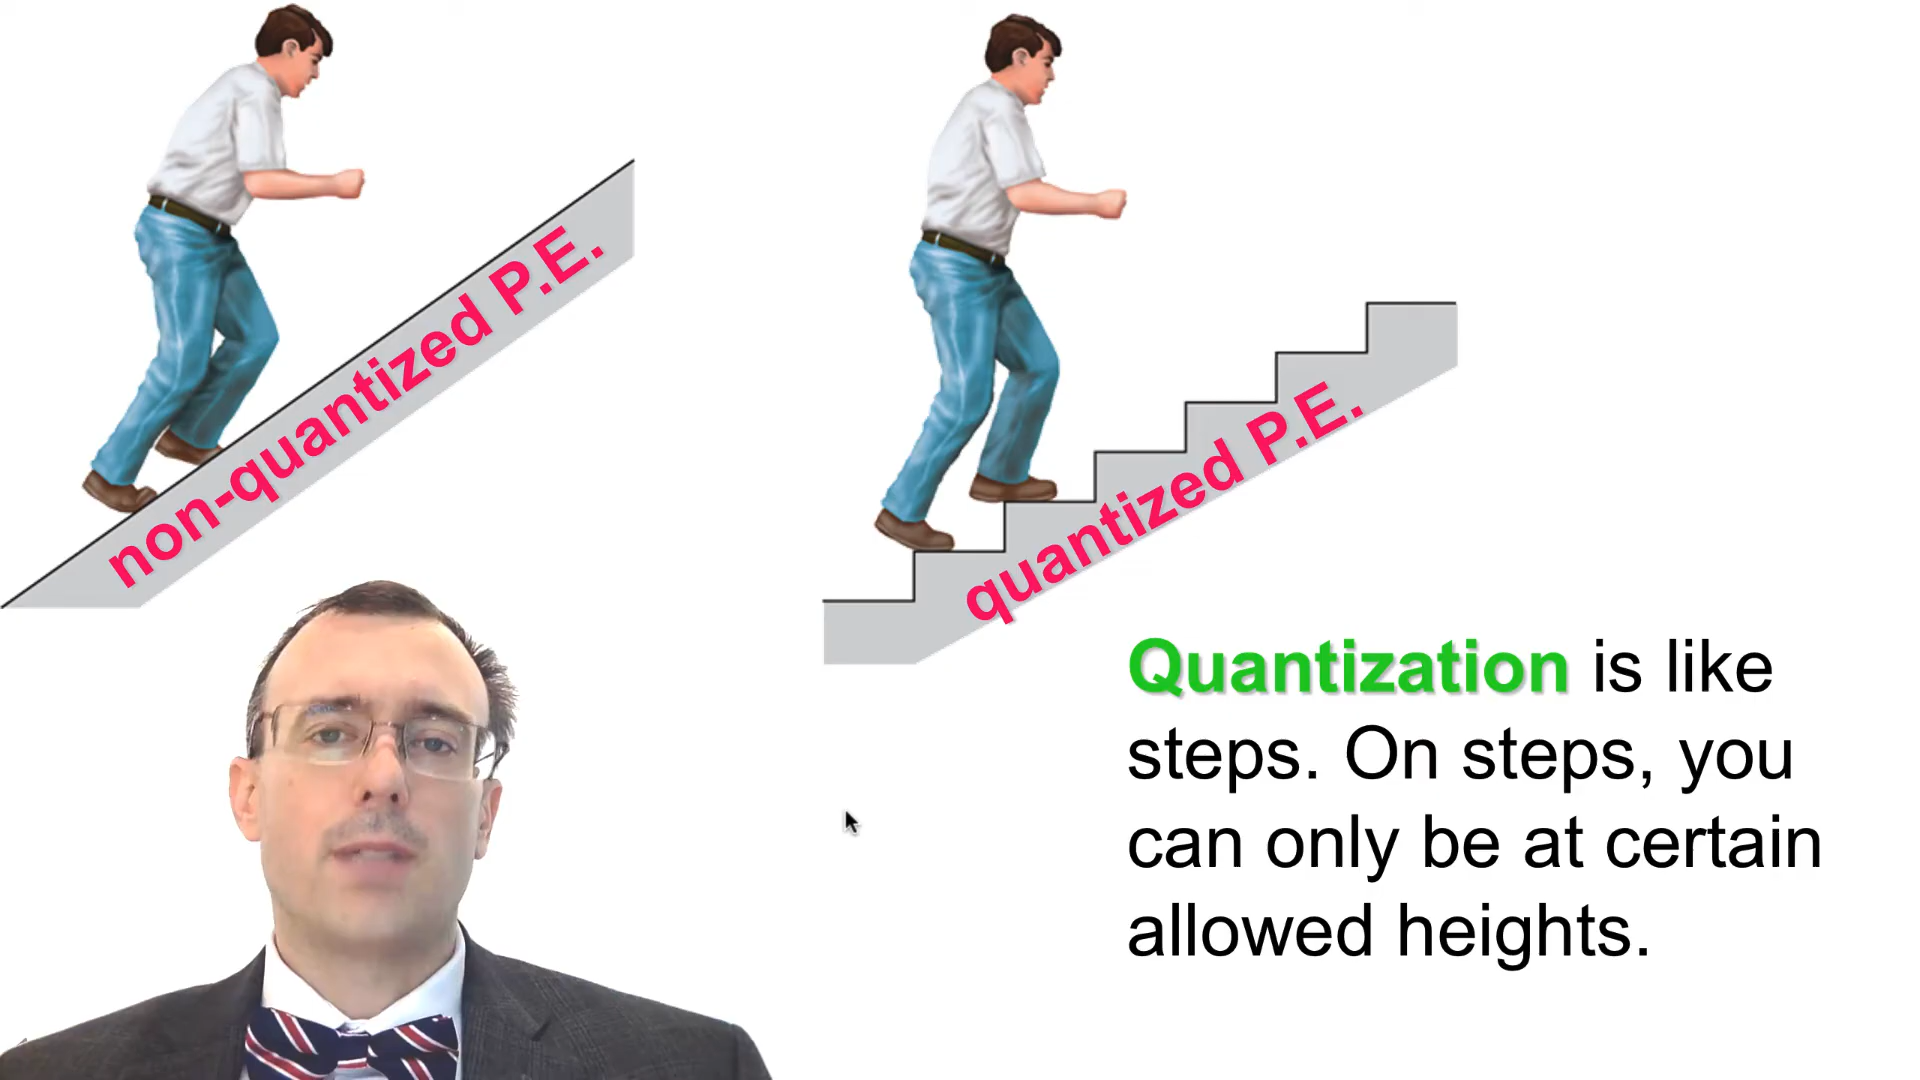 non-quantized P.E.
quantized P.E.
Quantization is like
steps. On steps, you
can only be at certain
allowed heights.